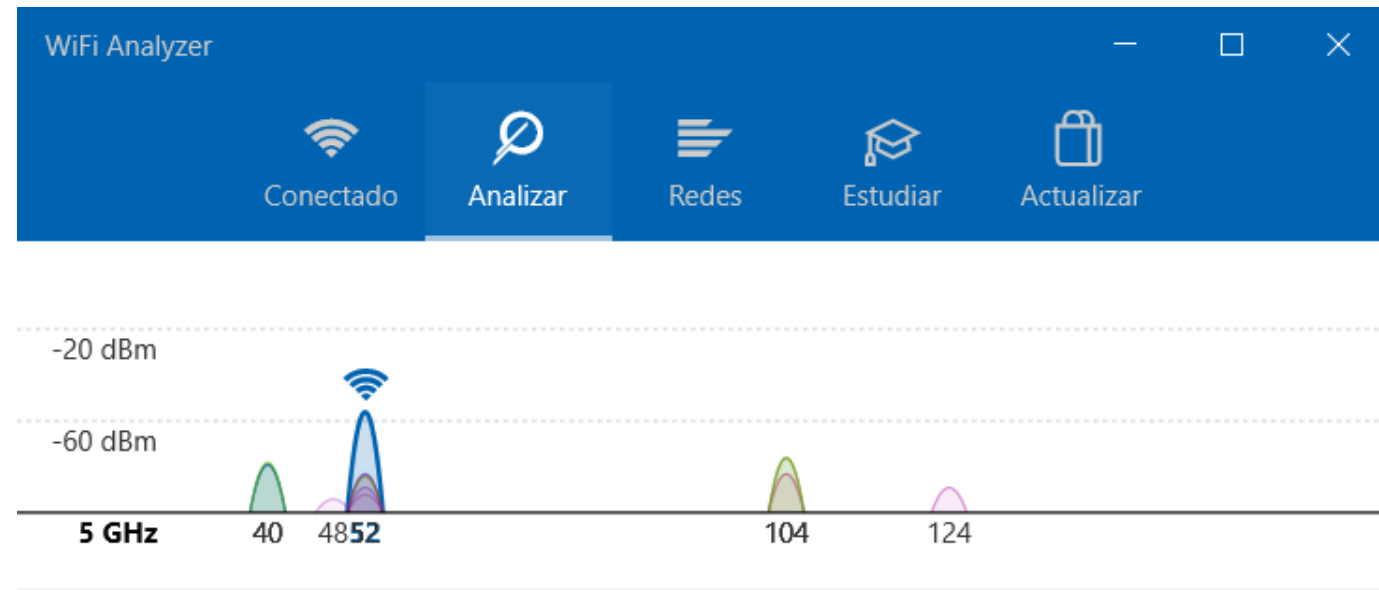 WiFi Analyzer
Conectado Analizar Redes Estudiar Actualizar
-20 dBm
-60 dBm
5 GHz 40 48 52 104 124